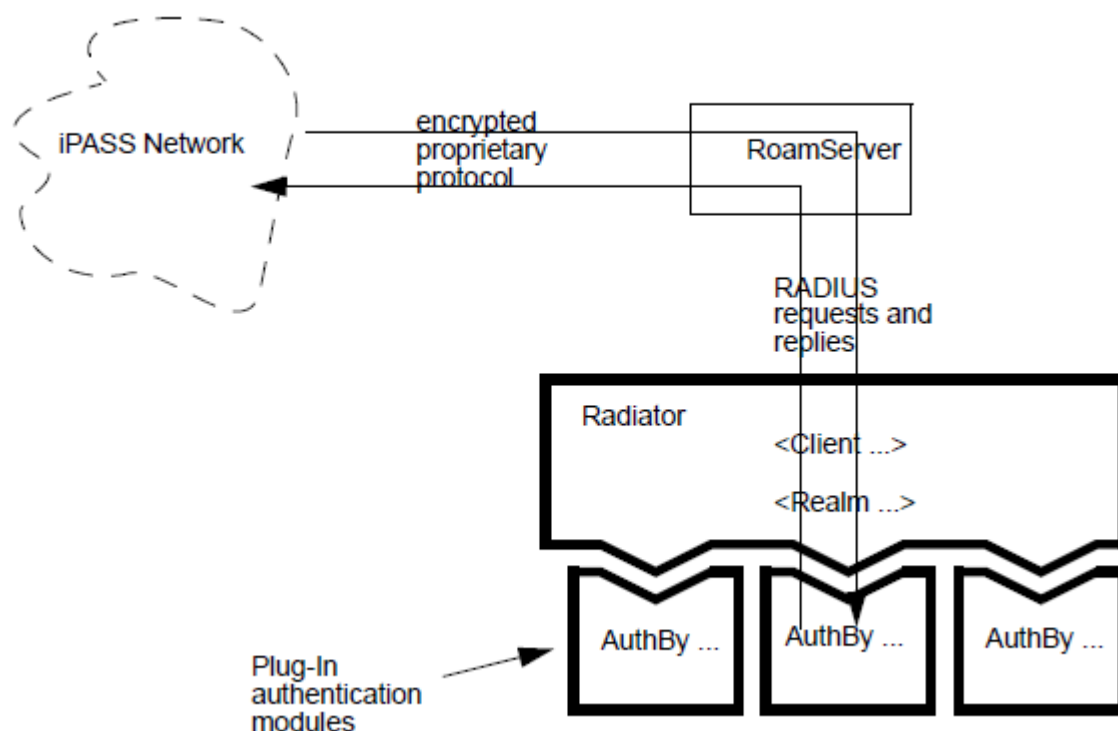 iPASS Network
encrypted
proprietary
protocol
RoamServer
RADIUS
requests and
replies
Radiator
<Client ...>
<Realm ...>
AuthBy ...
AuthBy ...
AuthBy ...
Plug-In
authentication
modules